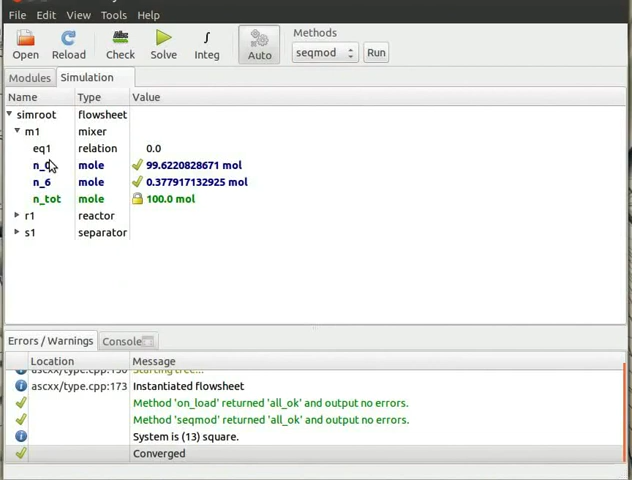 File Edit View Tools Help
Methods
Open Reload Check Solve Integ Auto seqmod Run
Modules Simulation
Name Type Value
simroot flowsheet
m1 mixer
eq1 relation 0.0
mole 99.6220828671 mol
n_6 mole 0.377917132925 mol
n_tot mole 100.0 mol
r1 reactor
s1 separator
Errors / Warnings Console
Location Message
ascxx/type.cpp:173 Instantiated flowsheet
Method 'on_load' returned 'all_ok' and output no errors.
Method 'seqmod' returned 'all_ok' and output no errors.
System is (13) square.
Converged